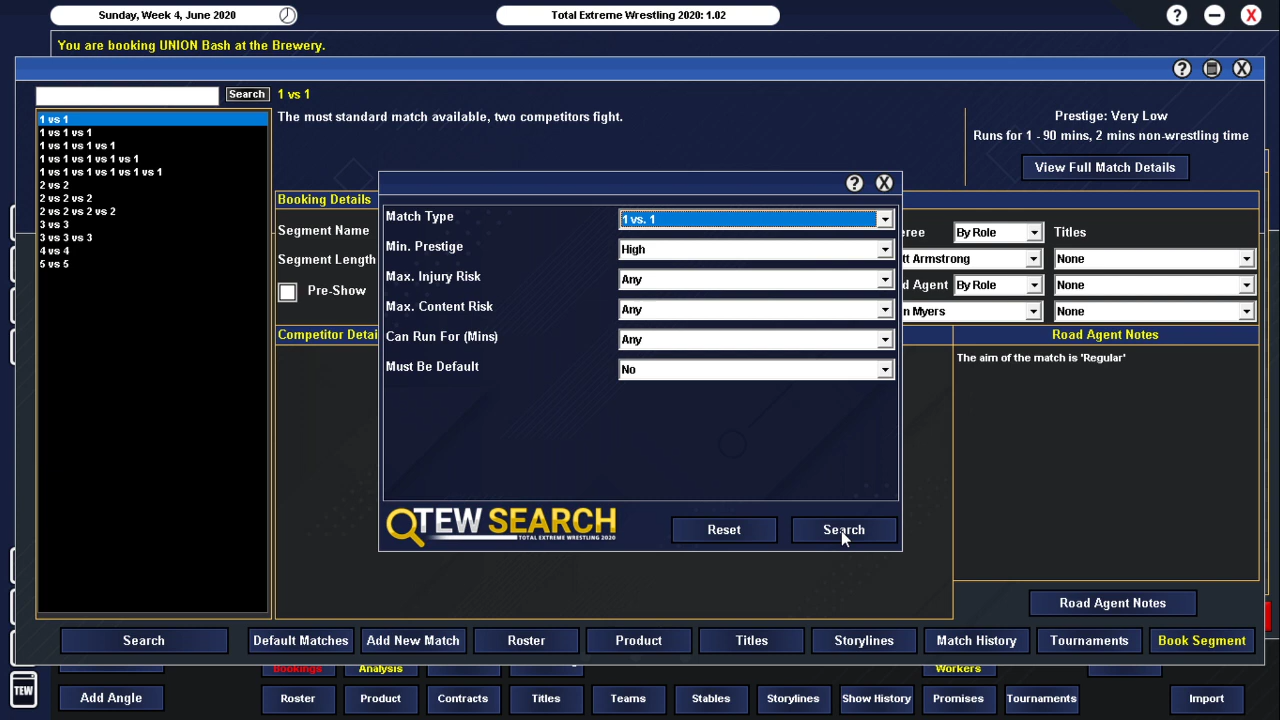 Sunday, Week 4, June 2020
Total Extreme Wrestling 2020: 1.02
You are booking UNION Bash at the Brewery.
Search
1 vs 1
The most standard match available, two competitors fight.
Prestige: Very Low
Runs for 1 - 90 mins, 2 mins non-wrestling time
View Full Match Details
1 vs 1
1 vs 1 vs 1
1 vs 1 vs 1 vs 1
1 vs 1 vs 1 vs 1 vs 1
1 vs 1 vs 1 vs 1 vs 1 vs 1
2 vs 2
2 vs 2 vs 2
2 vs 2 vs 2 vs 2
3 vs 3
3 vs 3 vs 3
4 vs 4
5 vs 5
Booking Details
Segment Name
Segment Length
Pre-Show
Competitor Detai
Match Type 1 vs. 1
Min. Prestige High
Max. Injury Risk Any
Max. Content Risk Any
Can Run For (Mins) Any
Must Be Default No
TEW SEARCH
TOTAL EXTREME WRESTLING 2020
Reset
Search
eree By Role Titles
tt Armstrong None
d Agent By Role None
n Myers None
Road Agent Notes
The aim of the match is 'Regular'
Road Agent Notes
Search Default Matches Add New Match Roster Product Titles Storylines Match History Tournaments Book Segment
Bookings Analysis Workers
TEW Add Angle Roster Product Contracts Titles Teams Stables Storylines Show History Promises Tournaments Import